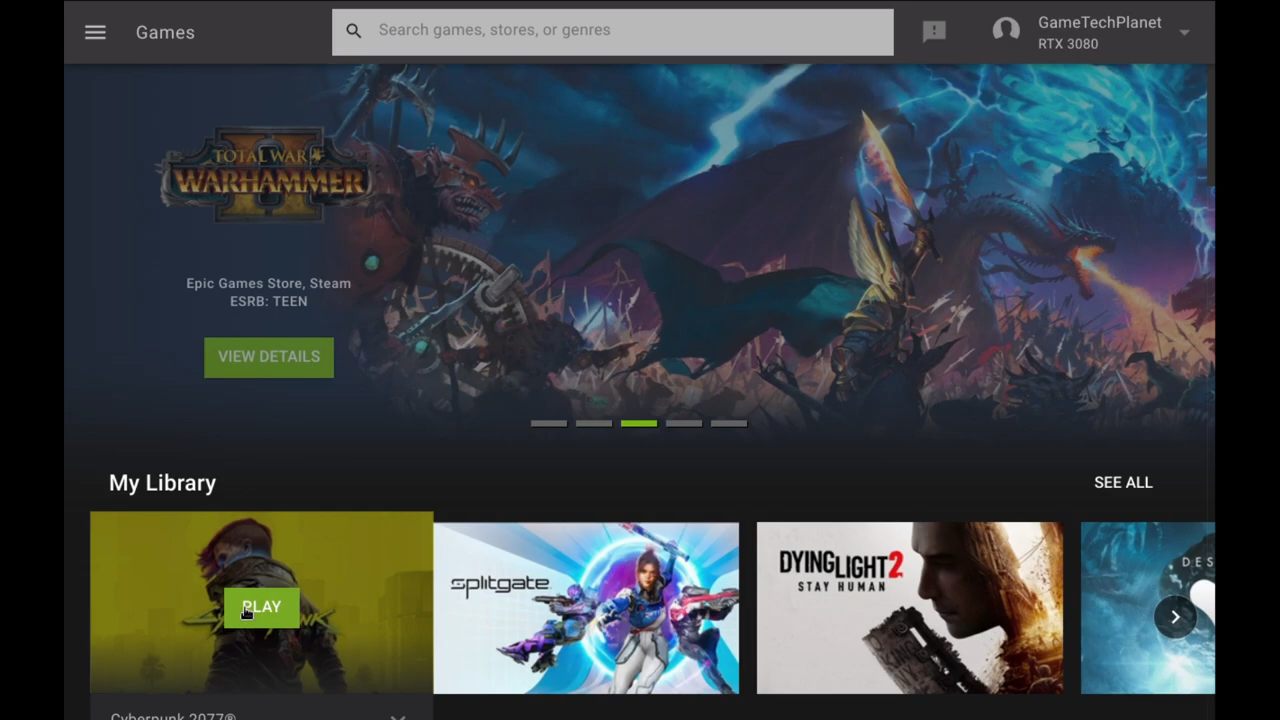 Games
Search games, stores, or genres
GameTechPlanet
RTX 3080
TOTAL WAR
WARHAMMER
II
Epic Games Store, Steam
ESRB: TEEN
VIEW DETAILS
My Library
SEE ALL
PLAY
splitgate
DYING LIGHT 2
STAY HUMAN
DES
Cyberpunk 2077®